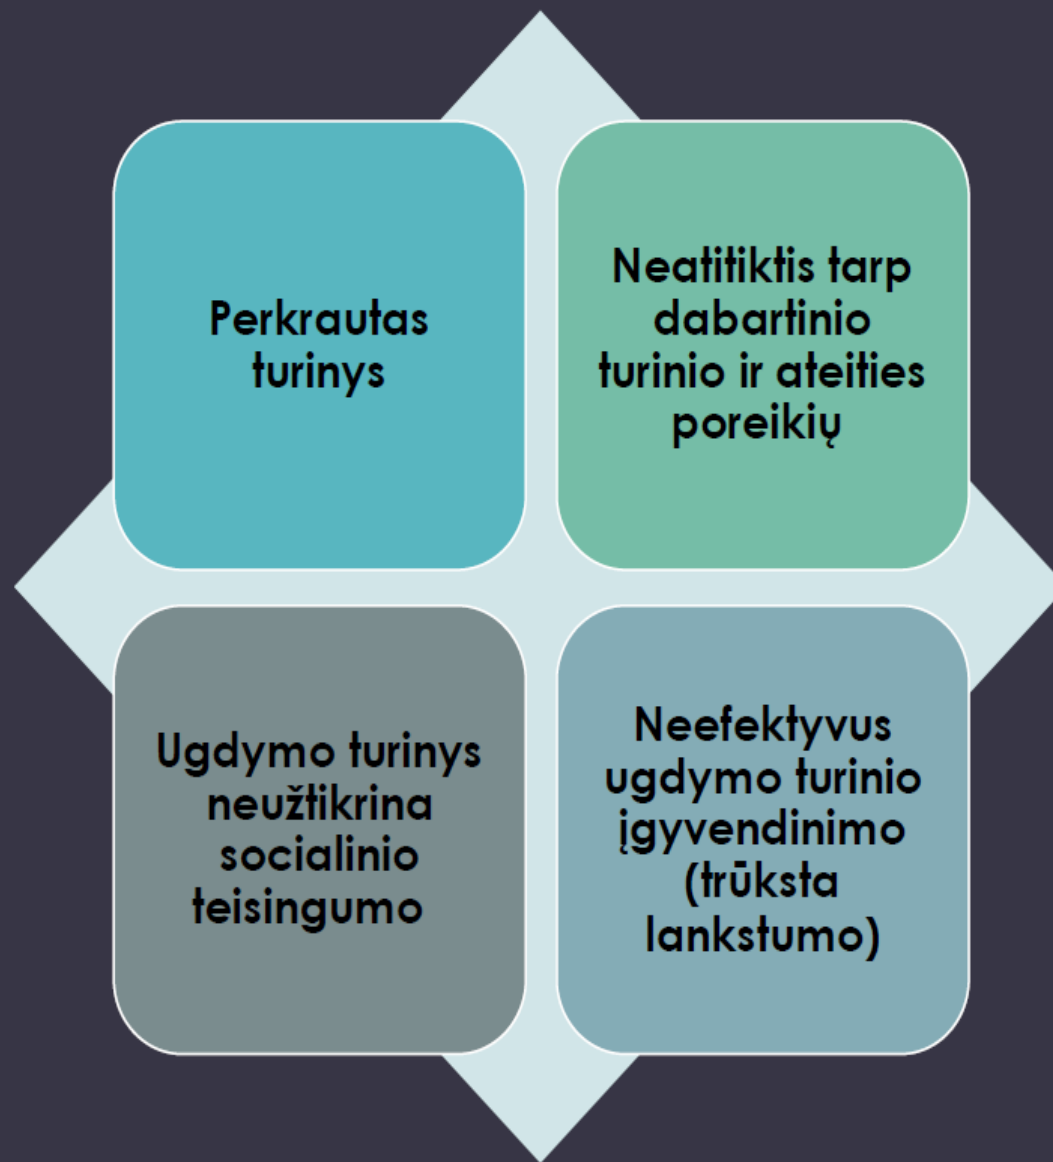 Perkrautas
turinys
Neatitiktis tarp
dabartinio
turinio ir ateities
poreikių
Ugdymo turinys
neužtikrina
socialinio
teisingumo
Neefektyvus
ugdymo turinio
įgyvendinimo
(trūksta
lankstumo)